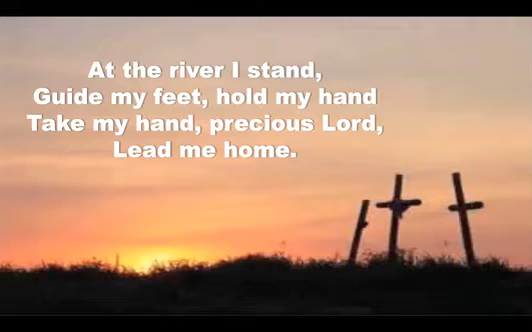 At the river I stand,
Guide my feet, hold my hand
Take my hand, precious Lord,
Lead me home.